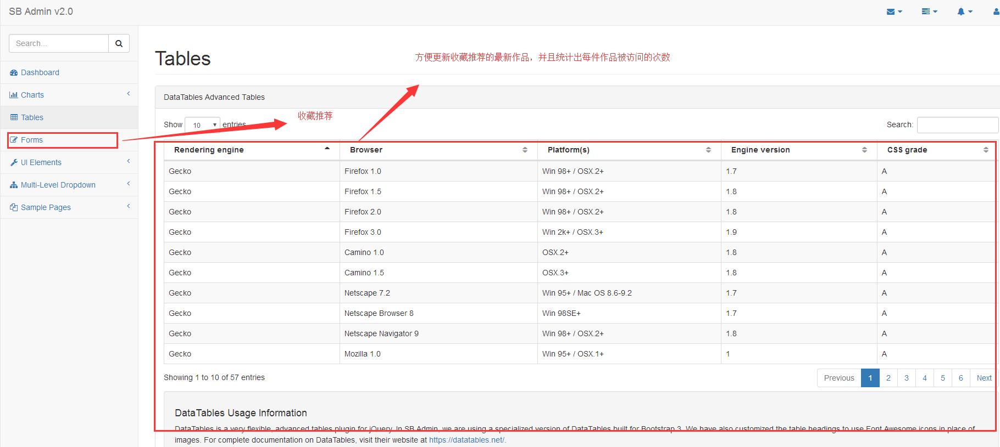 SB Admin v2.0
Search...
Dashboard
Charts
Tables
Forms
UI Elements
Multi-Level Dropdown
Sample Pages
Tables
方便更新收藏推荐的最新作品，并且统计出每件作品被访问的次数
DataTables Advanced Tables
收藏推荐
Show 10 entries
Search:
Rendering engine Browser Platform(s) Engine version CSS grade
Gecko Firefox 1.0 Win 98+ / OSX.2+ 1.7 A
Gecko Firefox 1.5 Win 98+ / OSX.2+ 1.8 A
Gecko Firefox 2.0 Win 98+ / OSX.2+ 1.8 A
Gecko Firefox 3.0 Win 2k+ / OSX.3+ 1.9 A
Gecko Camino 1.0 OSX.2+ 1.8 A
Gecko Camino 1.5 OSX.3+ 1.8 A
Gecko Netscape 7.2 Win 95+ / Mac OS 8.6-9.2 1.7 A
Gecko Netscape Browser 8 Win 98SE+ 1.7 A
Gecko Netscape Navigator 9 Win 98+ / OSX.2+ 1.8 A
Gecko Mozilla 1.0 Win 95+ / OSX.1+ 1 A
Showing 1 to 10 of 57 entries
Previous 1 2 3 4 5 6 Next
DataTables Usage Information
DataTables is a very flexible, advanced tables plugin for jQuery. In SB Admin, we are using a specialized version of DataTables built for Bootstrap 3. We have also customized the table headings to use Font Awesome icons in place of
images. For complete documentation on DataTables, visit their website at https://datatables.net/.